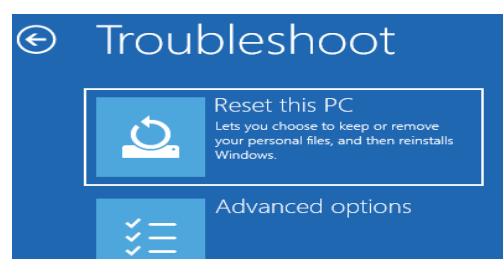 Troubleshoot
Reset this PC
Lets you choose to keep or remove
your personal files, and then reinstalls
Windows.
Advanced options